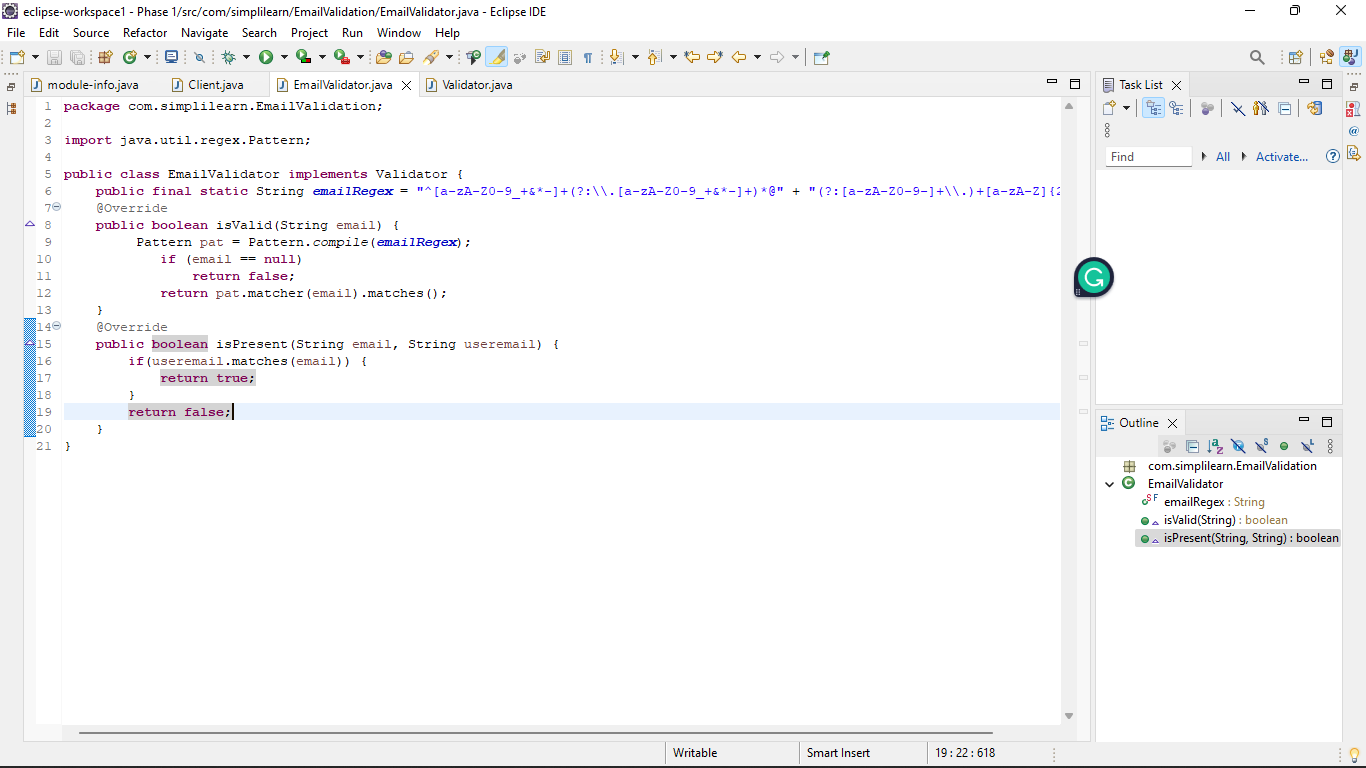 eclipse-workspace1 - Phase 1/src/com/simplilearn/EmailValidation/EmailValidator.java - Eclipse IDE
File Edit Source Refactor Navigate Search Project Run Window Help
module-info.java Client.java EmailValidator.java Validator.java
1 package com.simplilearn.EmailValidation;
2
3 import java.util.regex.Pattern;
4
5 public class EmailValidator implements Validator {
6 public final static String emailRegex = "^[a-zA-Z0-9_+&*-]+(?:\\.[a-zA-Z0-9_+&*-]+)*@" + "(?:[a-zA-Z0-9-]+\\.)+[a-zA-Z]{2
7 @Override
8 public boolean isValid(String email) {
9 Pattern pat = Pattern.compile(emailRegex);
10 if (email == null)
11 return false;
12 return pat.matcher(email).matches();
13 }
14 @Override
15 public boolean isPresent(String email, String useremail) {
16 if(useremail.matches(email)) {
17 return true;
18 }
19 return false;
20 }
21 }
Task List
Find All Activate...
Outline
com.simplilearn.EmailValidation
EmailValidator
emailRegex : String
isValid(String) : boolean
isPresent(String, String) : boolean
Writable Smart Insert 19 : 22 : 618